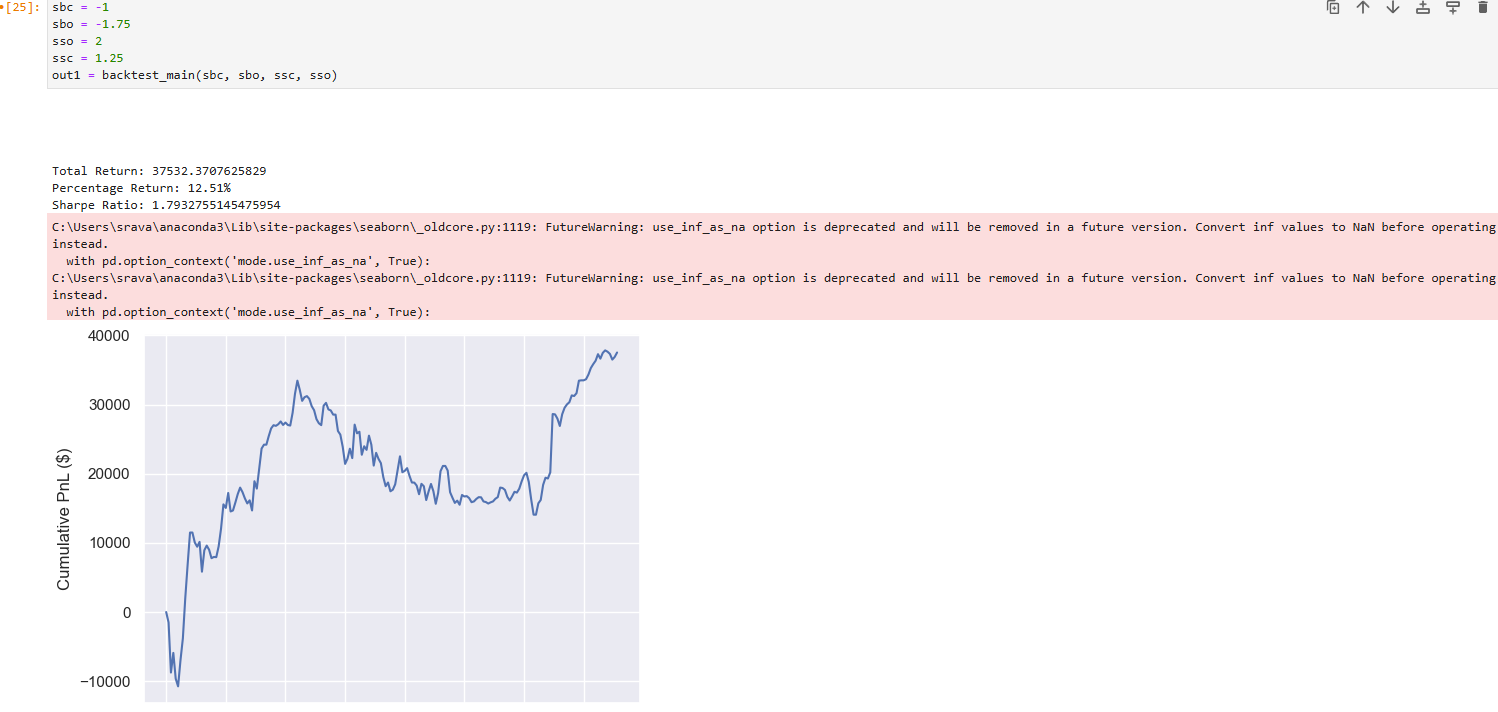 [25]:
sbc = -1
sbo = -1.75
sso = 2
ssc = 1.25
out1 = backtest_main(sbc, sbo, ssc, sso)
Total Return: 37532.3707625829
Percentage Return: 12.51%
Sharpe Ratio: 1.7932755145475954
C:\Users\srava\anaconda3\Lib\site-packages\seaborn\_oldcore.py:1119: FutureWarning: use_inf_as_na option is deprecated and will be removed in a future version. Convert inf values to NaN before operating
instead.
  with pd.option_context('mode.use_inf_as_na', True):
C:\Users\srava\anaconda3\Lib\site-packages\seaborn\_oldcore.py:1119: FutureWarning: use_inf_as_na option is deprecated and will be removed in a future version. Convert inf values to NaN before operating
instead.
  with pd.option_context('mode.use_inf_as_na', True):
40000
30000
20000
10000
0
−10000
Cumulative PnL ($)